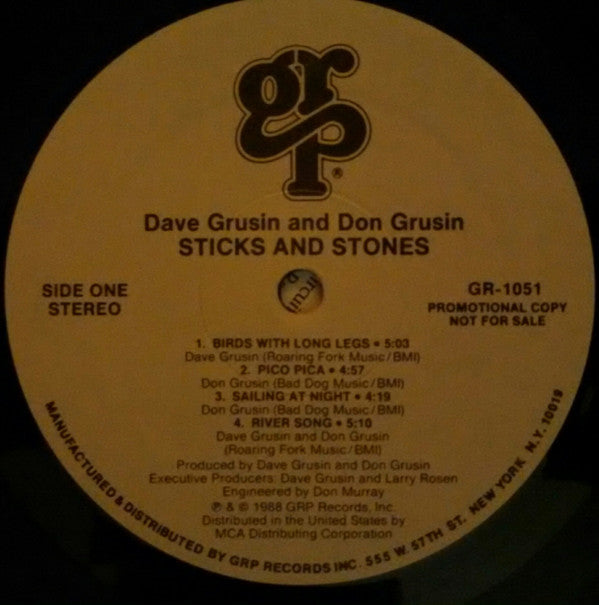 grp®
Dave Grusin and Don Grusin
STICKS AND STONES
SIDE ONE
STEREO
GR-1051
PROMOTIONAL COPY
NOT FOR SALE
1. BIRDS WITH LONG LEGS • 5:03
Dave Grusin (Roaring Fork Music/BMI)
2. PICO PICA • 4:57
Don Grusin (Bad Dog Music/BMI)
3. SAILING AT NIGHT • 4:19
Don Grusin (Bad Dog Music/BMI)
4. RIVER SONG • 5:10
Dave Grusin and Don Grusin
(Roaring Fork Music/BMI)
Produced by Dave Grusin and Don Grusin
Executive Producers: Dave Grusin and Larry Rosen
Engineered by Don Murray
℗ & © 1988 GRP Records, Inc.
Distributed in the United States by
MCA Distributing Corporation
MANUFACTURED & DISTRIBUTED BY GRP RECORDS INC. 555 W. 57TH ST. NEW YORK N.Y. 10019